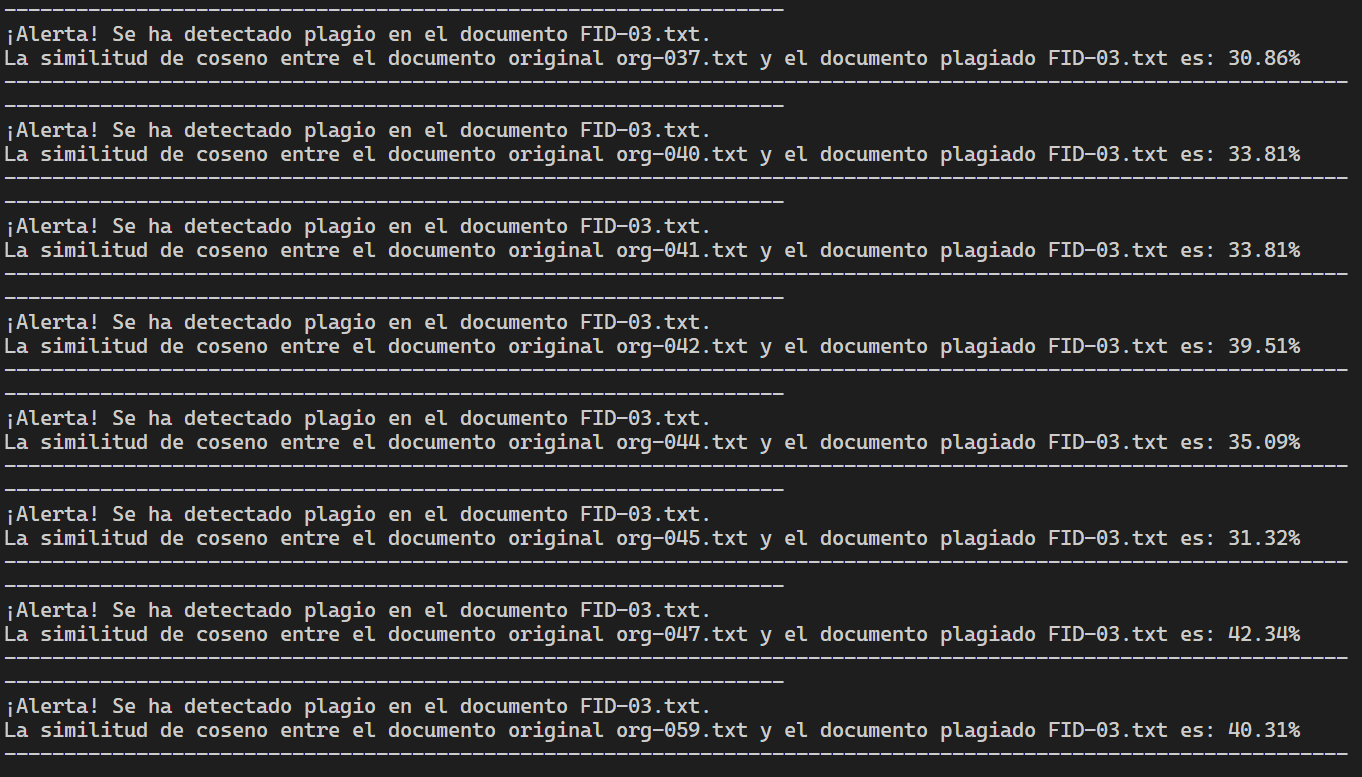 -----------------------------------------------------------------
¡Alerta! Se ha detectado plagio en el documento FID-03.txt.
La similitud de coseno entre el documento original org-037.txt y el documento plagiado FID-03.txt es: 30.86%
----------------------------------------------------------------------------------------------------------------
-----------------------------------------------------------------
¡Alerta! Se ha detectado plagio en el documento FID-03.txt.
La similitud de coseno entre el documento original org-040.txt y el documento plagiado FID-03.txt es: 33.81%
----------------------------------------------------------------------------------------------------------------
-----------------------------------------------------------------
¡Alerta! Se ha detectado plagio en el documento FID-03.txt.
La similitud de coseno entre el documento original org-041.txt y el documento plagiado FID-03.txt es: 33.81%
----------------------------------------------------------------------------------------------------------------
-----------------------------------------------------------------
¡Alerta! Se ha detectado plagio en el documento FID-03.txt.
La similitud de coseno entre el documento original org-042.txt y el documento plagiado FID-03.txt es: 39.51%
----------------------------------------------------------------------------------------------------------------
-----------------------------------------------------------------
¡Alerta! Se ha detectado plagio en el documento FID-03.txt.
La similitud de coseno entre el documento original org-044.txt y el documento plagiado FID-03.txt es: 35.09%
----------------------------------------------------------------------------------------------------------------
-----------------------------------------------------------------
¡Alerta! Se ha detectado plagio en el documento FID-03.txt.
La similitud de coseno entre el documento original org-045.txt y el documento plagiado FID-03.txt es: 31.32%
----------------------------------------------------------------------------------------------------------------
-----------------------------------------------------------------
¡Alerta! Se ha detectado plagio en el documento FID-03.txt.
La similitud de coseno entre el documento original org-047.txt y el documento plagiado FID-03.txt es: 42.34%
----------------------------------------------------------------------------------------------------------------
-----------------------------------------------------------------
¡Alerta! Se ha detectado plagio en el documento FID-03.txt.
La similitud de coseno entre el documento original org-059.txt y el documento plagiado FID-03.txt es: 40.31%
----------------------------------------------------------------------------------------------------------------